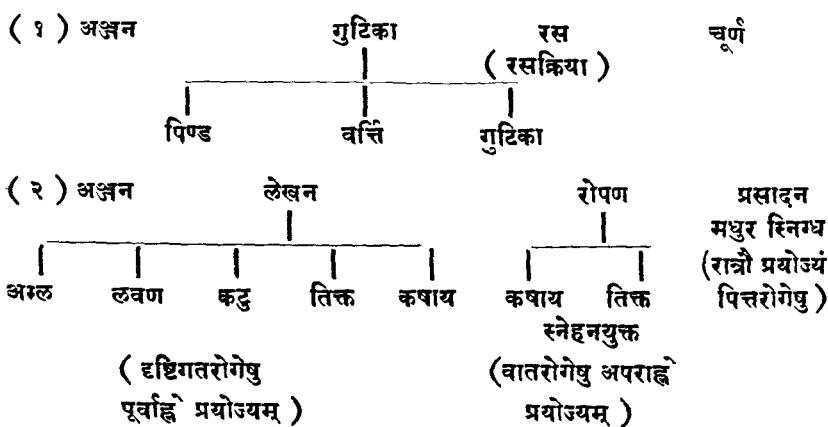 ( १ ) अञ्जन गुटिका रस चूर्ण
( रसक्रिया )
पिण्ड वर्त्ति गुटिका
( २ ) अञ्जन लेखन रोपण प्रसादन
मधुर स्निग्ध
(रात्रौ प्रयोज्यं
पित्तरोगेषु )
अम्ल लवण कटु तिक्त कषाय कषाय तिक्त
स्नेहनयुक्त
( दृष्टिगतरोगेषु (वातरोगेषु अपराह्ने
पूर्वाह्ने प्रयोज्यम् ) प्रयोज्यम् )